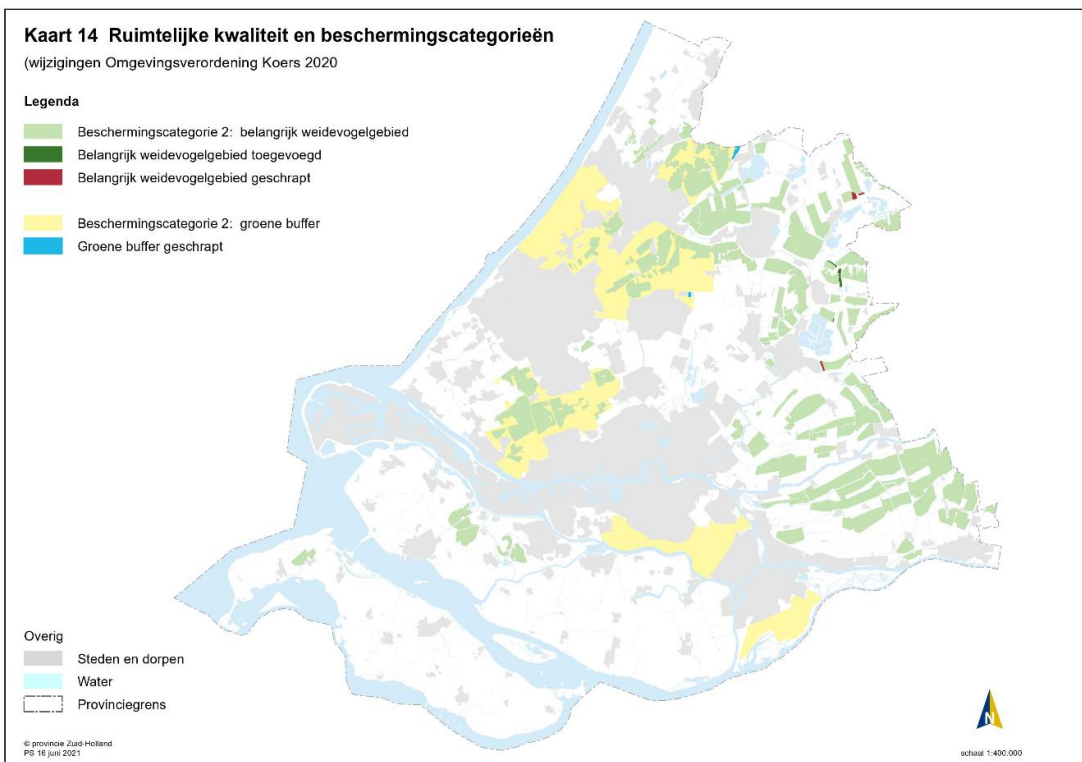 Kaart 14 Ruimtelijke kwaliteit en beschermingscategorieën
(wijzigingen Omgevingsverordening Koers 2020
Legenda
Beschermingscategorie 2: belangrijk weidevogelgebied
Belangrijk weidevogelgebied toegevoegd
Belangrijk weidevogelgebied geschrapt
Beschermingscategorie 2: groene buffer
Groene buffer geschrapt
Overig
Steden en dorpen
Water
Provinciegrens
© provincie Zuid-Holland
PS 16 juni 2021
N
schaal 1:400.000